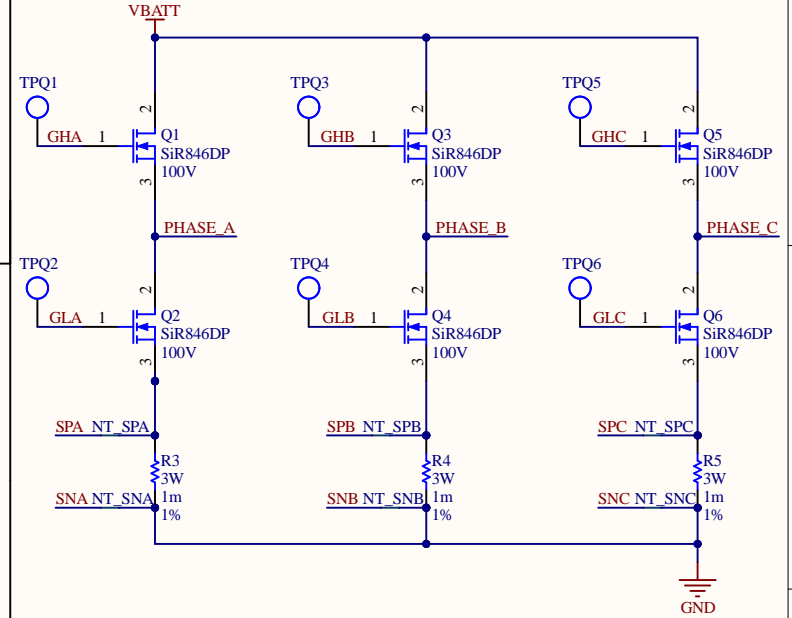 VBATT
TPQ1
TPQ3
TPQ5
2
2
2
GHA 1
Q1
SiR846DP
100V
GHB 1
Q3
SiR846DP
100V
GHC 1
Q5
SiR846DP
100V
3
3
3
PHASE_A
PHASE_B
PHASE_C
TPQ2
TPQ4
TPQ6
2
2
2
GLA 1
Q2
SiR846DP
100V
GLB 1
Q4
SiR846DP
100V
GLC 1
Q6
SiR846DP
100V
3
3
3
SPA NT_SPA
SPB NT_SPB
SPC NT_SPC
R3
3W
1m
1%
R4
3W
1m
1%
R5
3W
1m
1%
SNA NT_SNA
SNB NT_SNB
SNC NT_SNC
GND